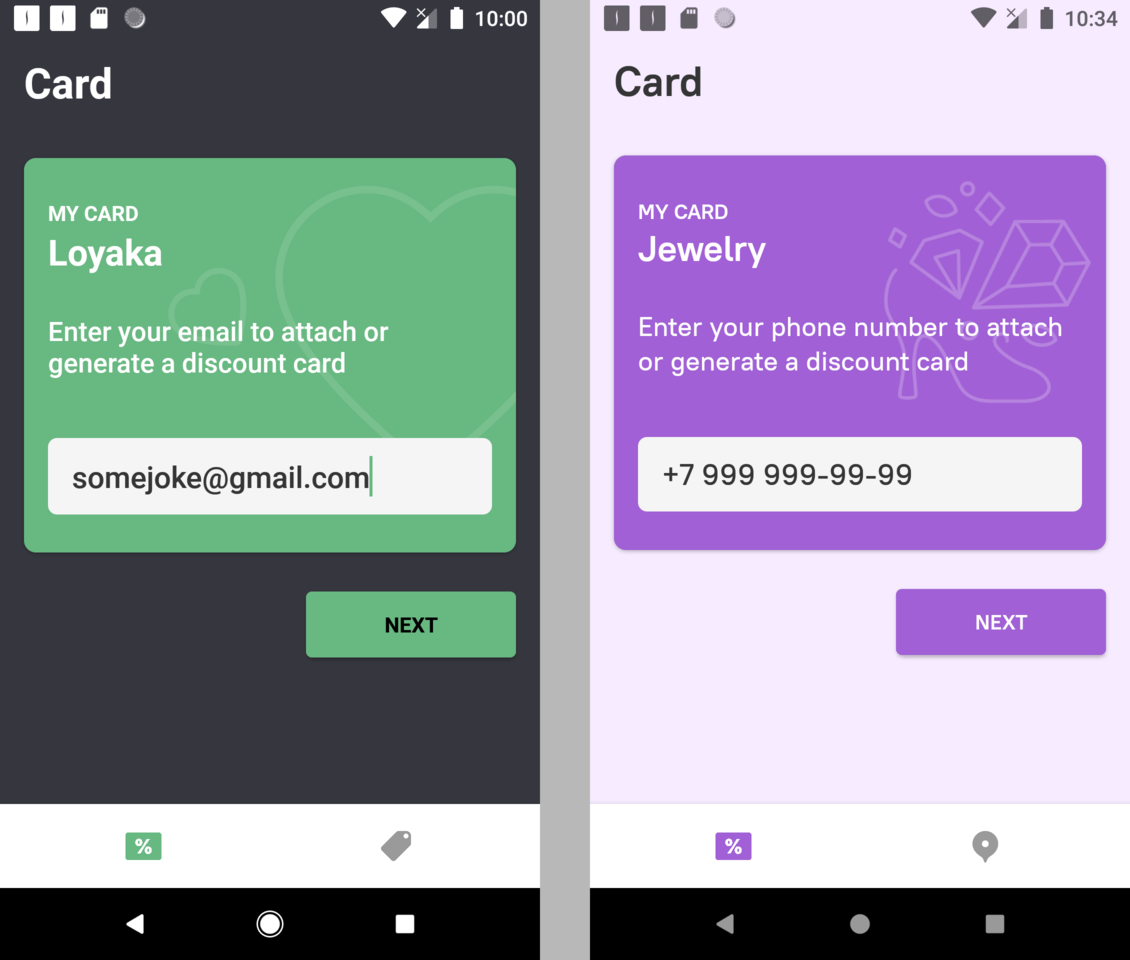 10:00
Card
MY CARD
Loyaka
Enter your email to attach or
generate a discount card
somejoke@gmail.com
NEXT
%
10:34
Card
MY CARD
Jewelry
Enter your phone number to attach
or generate a discount card
+7 999 999-99-99
NEXT
%